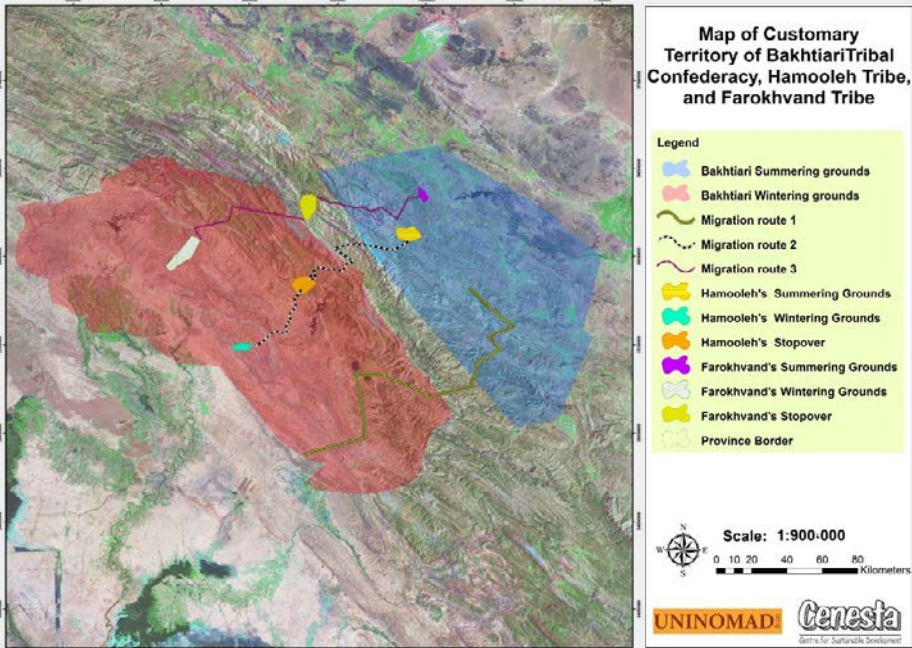 Map of Customary
Territory of BakhtiariTribal
Confederacy, Hamooleh Tribe,
and Farokhvand Tribe
Legend
Bakhtiari Summering grounds
Bakhtiari Wintering grounds
Migration route 1
Migration route 2
Migration route 3
Hamooleh's Summering Grounds
Hamooleh's Wintering Grounds
Hamooleh's Stopover
Farokhvand's Summering Grounds
Farokhvand's Wintering Grounds
Farokhvand's Stopover
Province Border
N
W E
S
Scale: 1:900·000
0 10 20 40 60 80
Kilometers
UNINOMAD
Cenesta
Centre for Sustainable Development